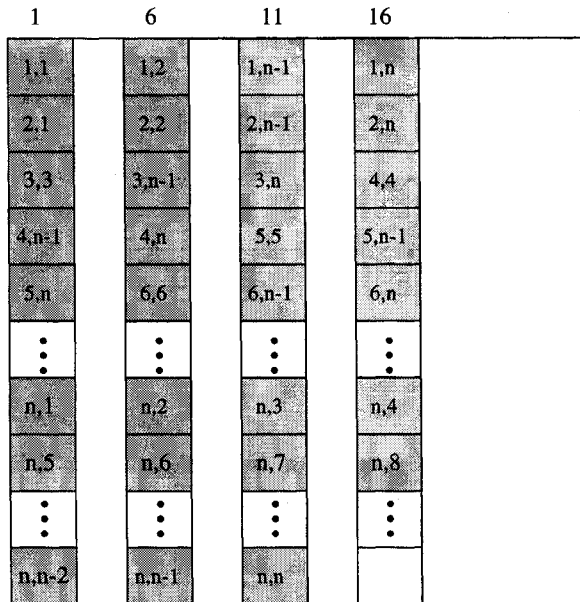 1 6 11 16
1,1 1,2 1,n-1 1,n
2,1 2,2 2,n-1 2,n
3,3 3,n-1 3,n 4,4
4,n-1 4,n 5,5 5,n-1
5,n 6,6 6,n-1 6,n
n,1 n,2 n,3 n,4
n,5 n,6 n,7 n,8
n,n-2 n,n-1 n,n